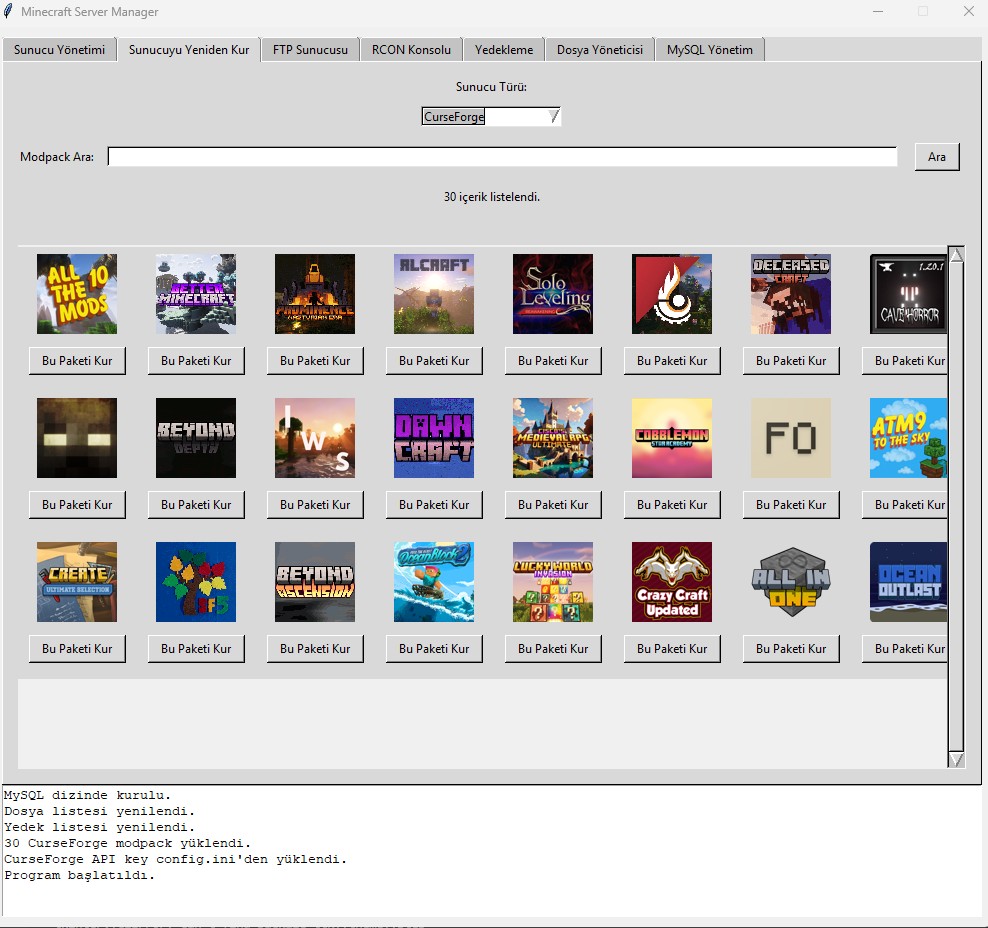 Minecraft Server Manager
Sunucu Yönetimi Sunucuyu Yeniden Kur FTP Sunucusu RCON Konsolu Yedekleme Dosya Yöneticisi MySQL Yönetim
Sunucu Türü:
CurseForge
Modpack Ara: Ara
30 içerik listelendi.
ALL THE MODS 10
BETTER MINECRAFT
PROMINENCE
HASTURIAN ERA
ALCRAFT
Solo Leveling
DECEASED CRAFT
1.20.1
CAVE HORROR
Bu Paketi Kur Bu Paketi Kur Bu Paketi Kur Bu Paketi Kur Bu Paketi Kur Bu Paketi Kur Bu Paketi Kur Bu Paketi Kur
BEYOND DEPTH
I W S
DAWN CRAFT
CISCO'S
MEDIEVAL RPG
ULTIMATE
COBBLEMON
STAR ACADEMY
FO
ATM9
TO THE SKY
Bu Paketi Kur Bu Paketi Kur Bu Paketi Kur Bu Paketi Kur Bu Paketi Kur Bu Paketi Kur Bu Paketi Kur Bu Paketi Kur
CREATE
ULTIMATE SELECTION
2F5
BEYOND
ASCENSION
OceanBlock 2
LUCKY WORLD
INVASION
Crazy Craft
Updated
ALL IN
ONE
OCEAN
OUTLAST
Bu Paketi Kur Bu Paketi Kur Bu Paketi Kur Bu Paketi Kur Bu Paketi Kur Bu Paketi Kur Bu Paketi Kur Bu Paketi Kur
MySQL dizinde kurulu.
Dosya listesi yenilendi.
Yedek listesi yenilendi.
30 CurseForge modpack yüklendi.
CurseForge API key config.ini'den yüklendi.
Program başlatıldı.